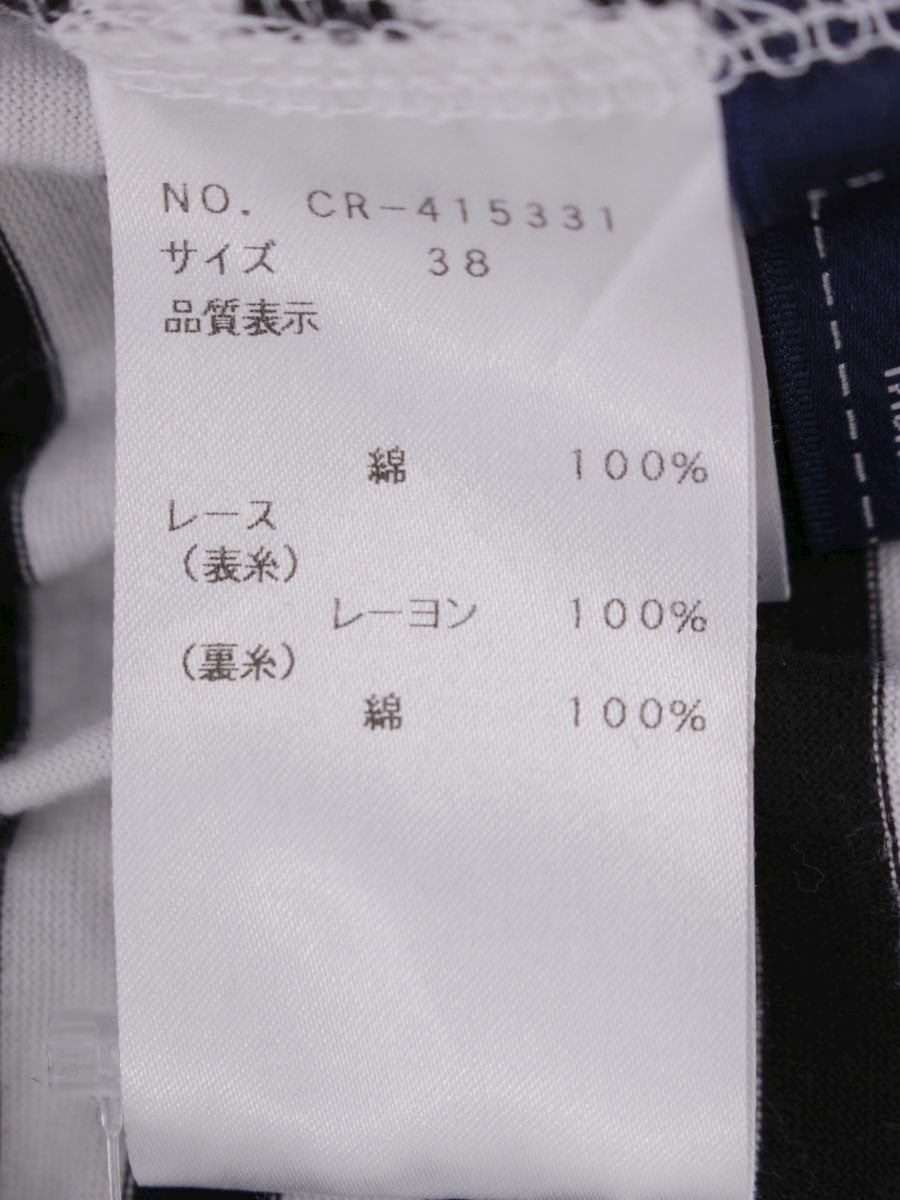 NO. CR-415331
サイズ 38
品質表示
綿 100%
レース
(表糸)
レーヨン 100%
(裏糸)
綿 100%